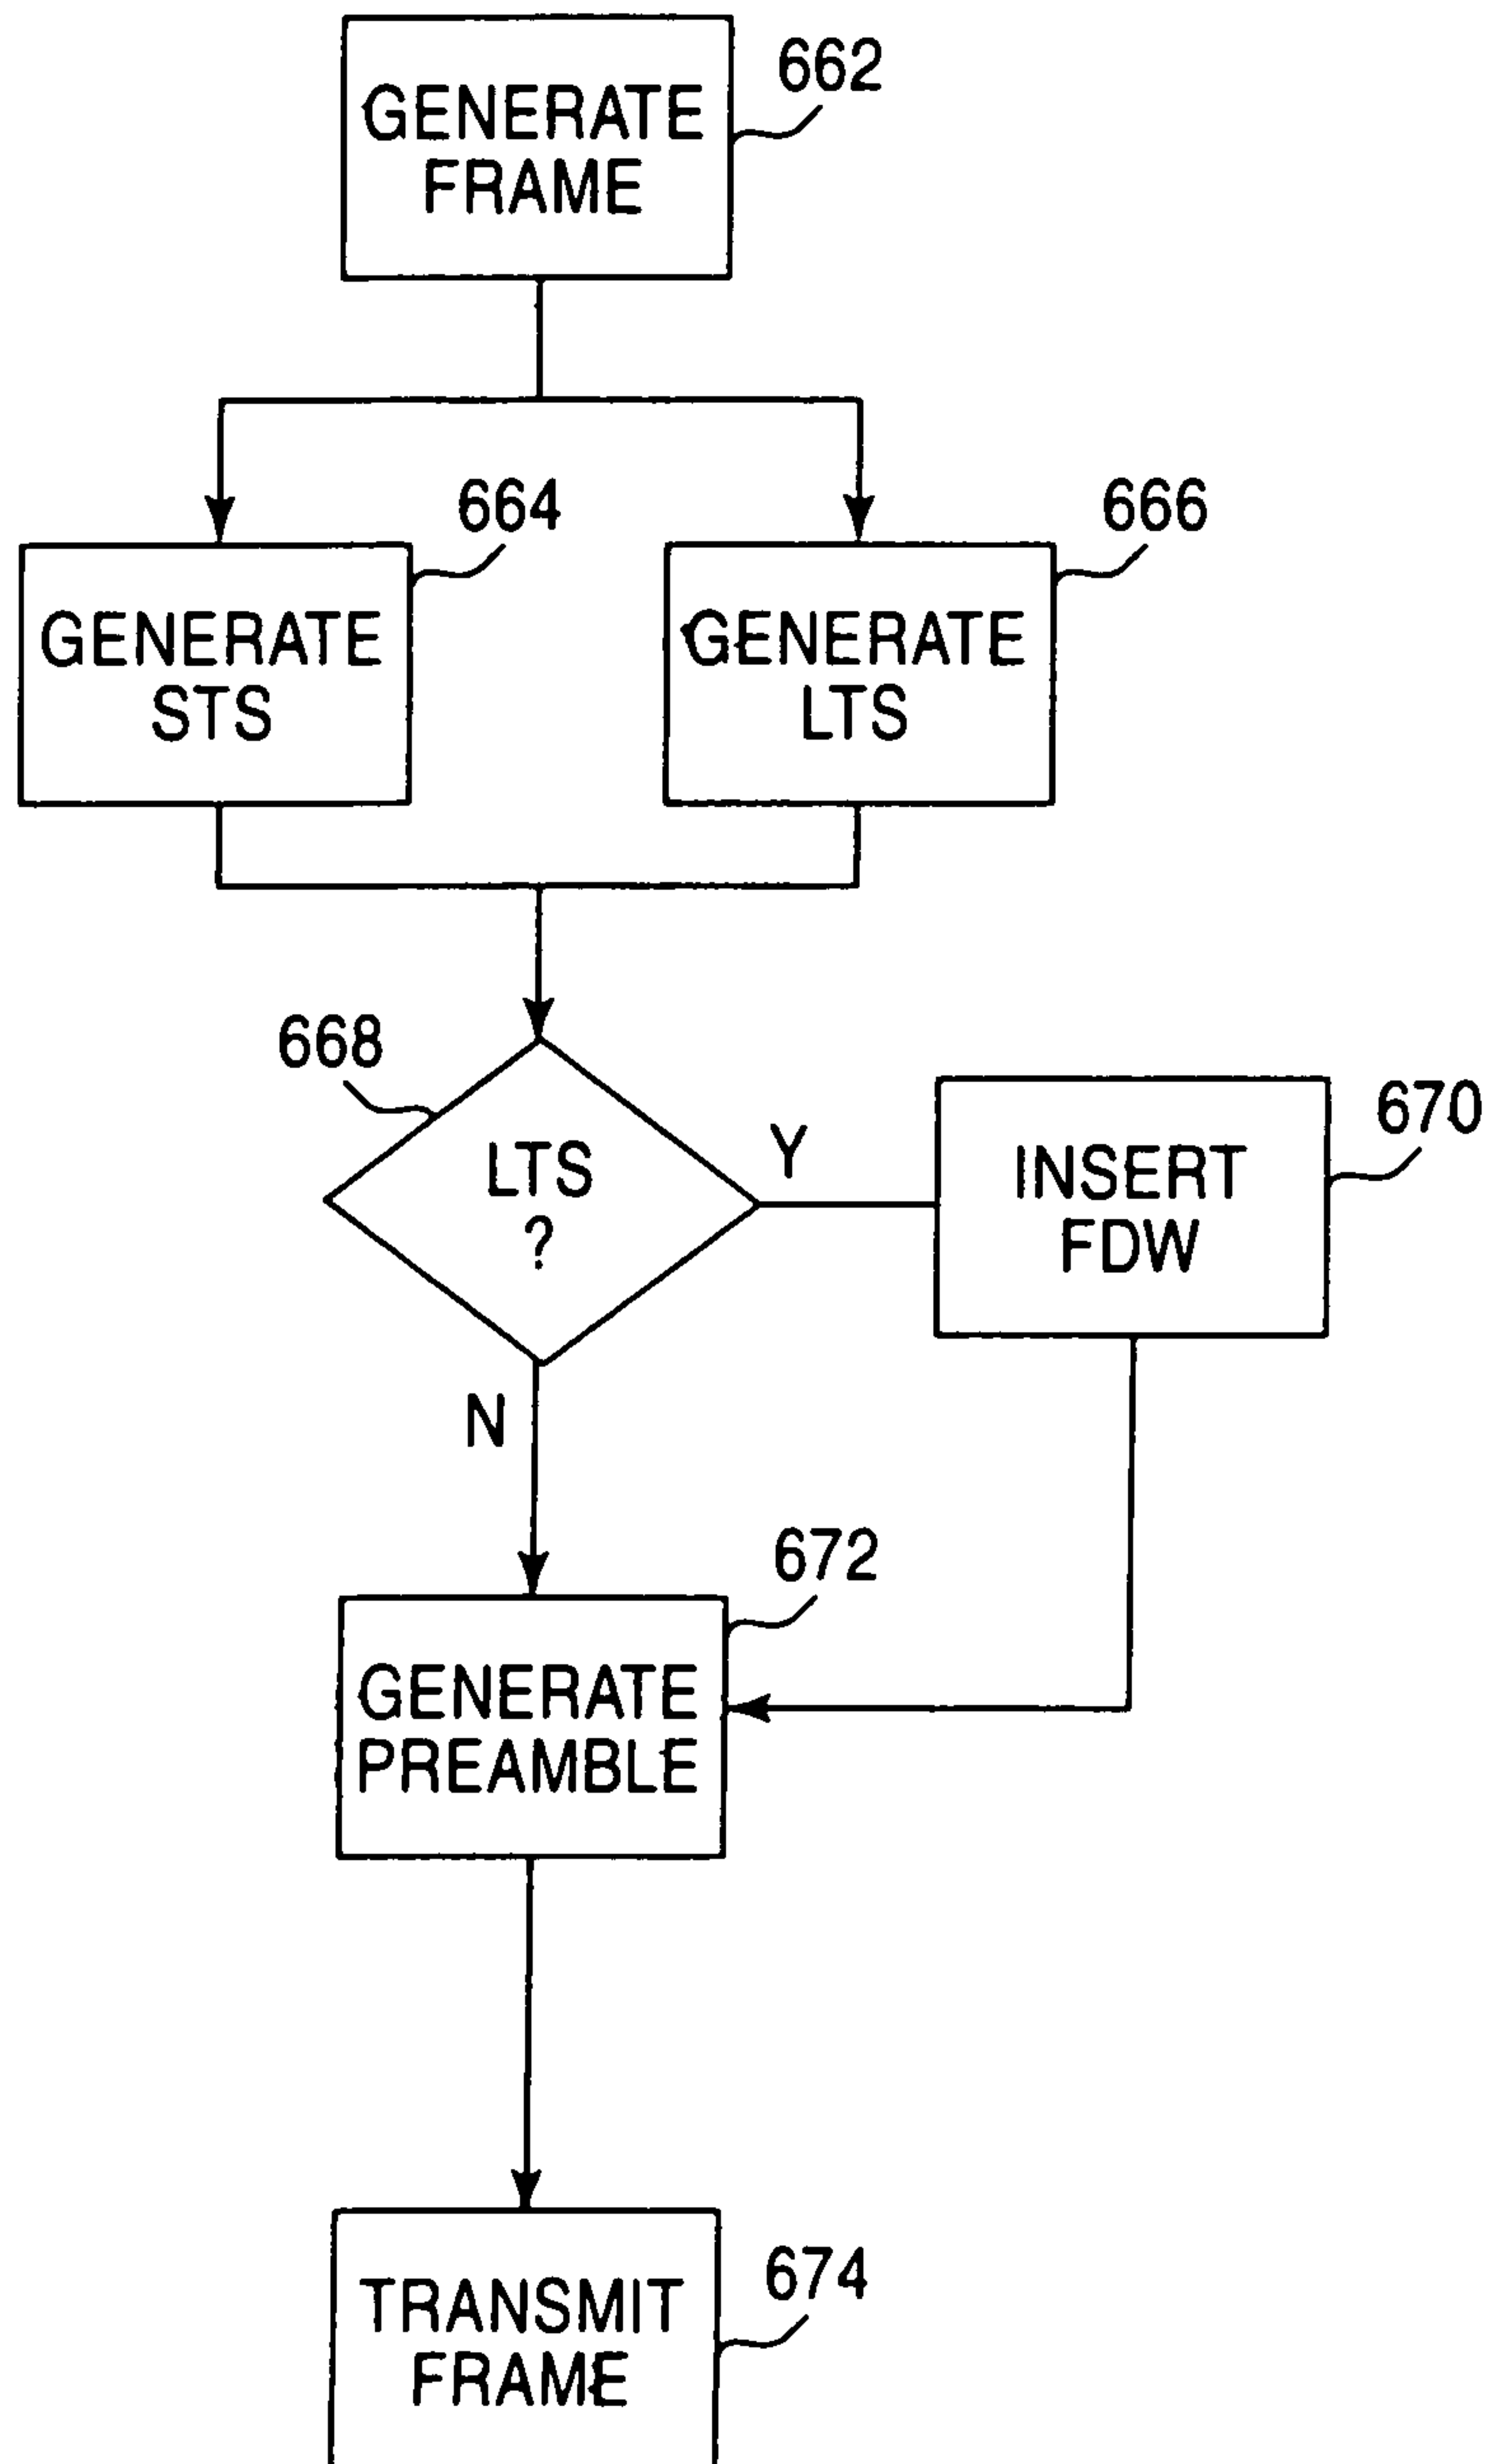 662
GENERATE
FRAME
664
666
GENERATE
STS
GENERATE
LTS
668
LTS
?
Y
670
INSERT
FDW
N
672
GENERATE
PREAMBLE
674
TRANSMIT
FRAME